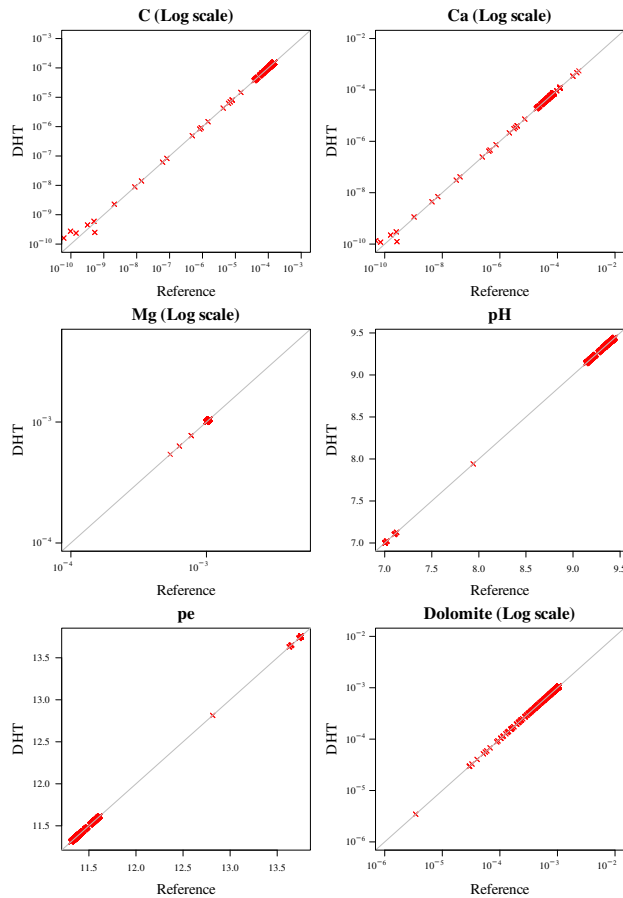 C (Log scale)
10⁻³
10⁻⁴
10⁻⁵
10⁻⁶
10⁻⁷
10⁻⁸
10⁻⁹
10⁻¹⁰
DHT
10⁻¹⁰ 10⁻⁹ 10⁻⁸ 10⁻⁷ 10⁻⁶ 10⁻⁵ 10⁻⁴ 10⁻³
Reference
Ca (Log scale)
10⁻²
10⁻⁴
10⁻⁶
10⁻⁸
10⁻¹⁰
DHT
10⁻¹⁰ 10⁻⁸ 10⁻⁶ 10⁻⁴ 10⁻²
Reference
Mg (Log scale)
10⁻³
10⁻⁴
DHT
10⁻⁴ 10⁻³
Reference
pH
9.5
9.0
8.5
8.0
7.5
7.0
DHT
7.0 7.5 8.0 8.5 9.0 9.5
Reference
pe
13.5
13.0
12.5
12.0
11.5
DHT
11.5 12.0 12.5 13.0 13.5
Reference
Dolomite (Log scale)
10⁻²
10⁻³
10⁻⁴
10⁻⁵
10⁻⁶
DHT
10⁻⁶ 10⁻⁵ 10⁻⁴ 10⁻³ 10⁻²
Reference